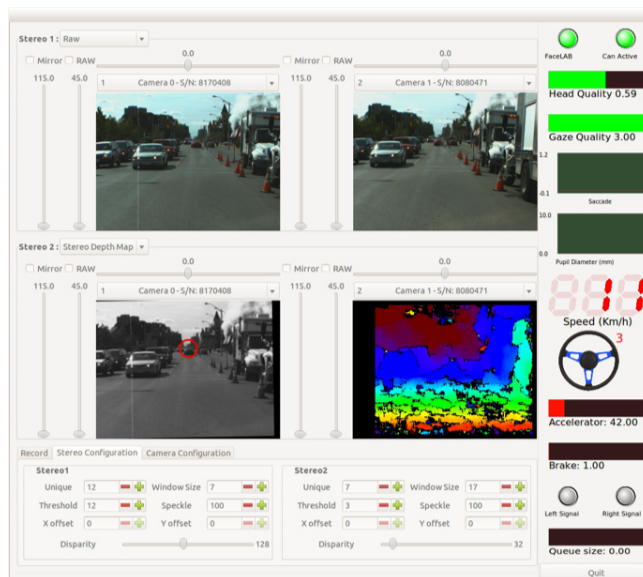 Stereo 1 : Raw
Mirror RAW 0.0 Mirror RAW 0.0
115.0 45.0 1 Camera 0 - S/N: 8170408 115.0 45.0 2 Camera 1 - S/N: 8080471
Stereo 2 : Stereo Depth Map
Mirror RAW 0.0 Mirror RAW 0.0
115.0 45.0 1 Camera 0 - S/N: 8170408 115.0 45.0 2 Camera 1 - S/N: 8080471
Record Stereo Configuration Camera Configuration
Stereo1
Unique 12 Window Size 7
Threshold 12 Speckle 100
X offset 0 Y offset 0
Disparity 128
Stereo2
Unique 7 Window Size 17
Threshold 3 Speckle 100
X offset 0 Y offset 0
Disparity 32
FaceLAB Can Active
Head Quality 0.59
Gaze Quality 3.00
1.2
-0.1
Saccade
10.0
0.0
Pupil Diameter (mm)
11
Speed (Km/h)
3
Accelerator: 42.00
Brake: 1.00
Left Signal Right Signal
Queue size: 0.00
Quit